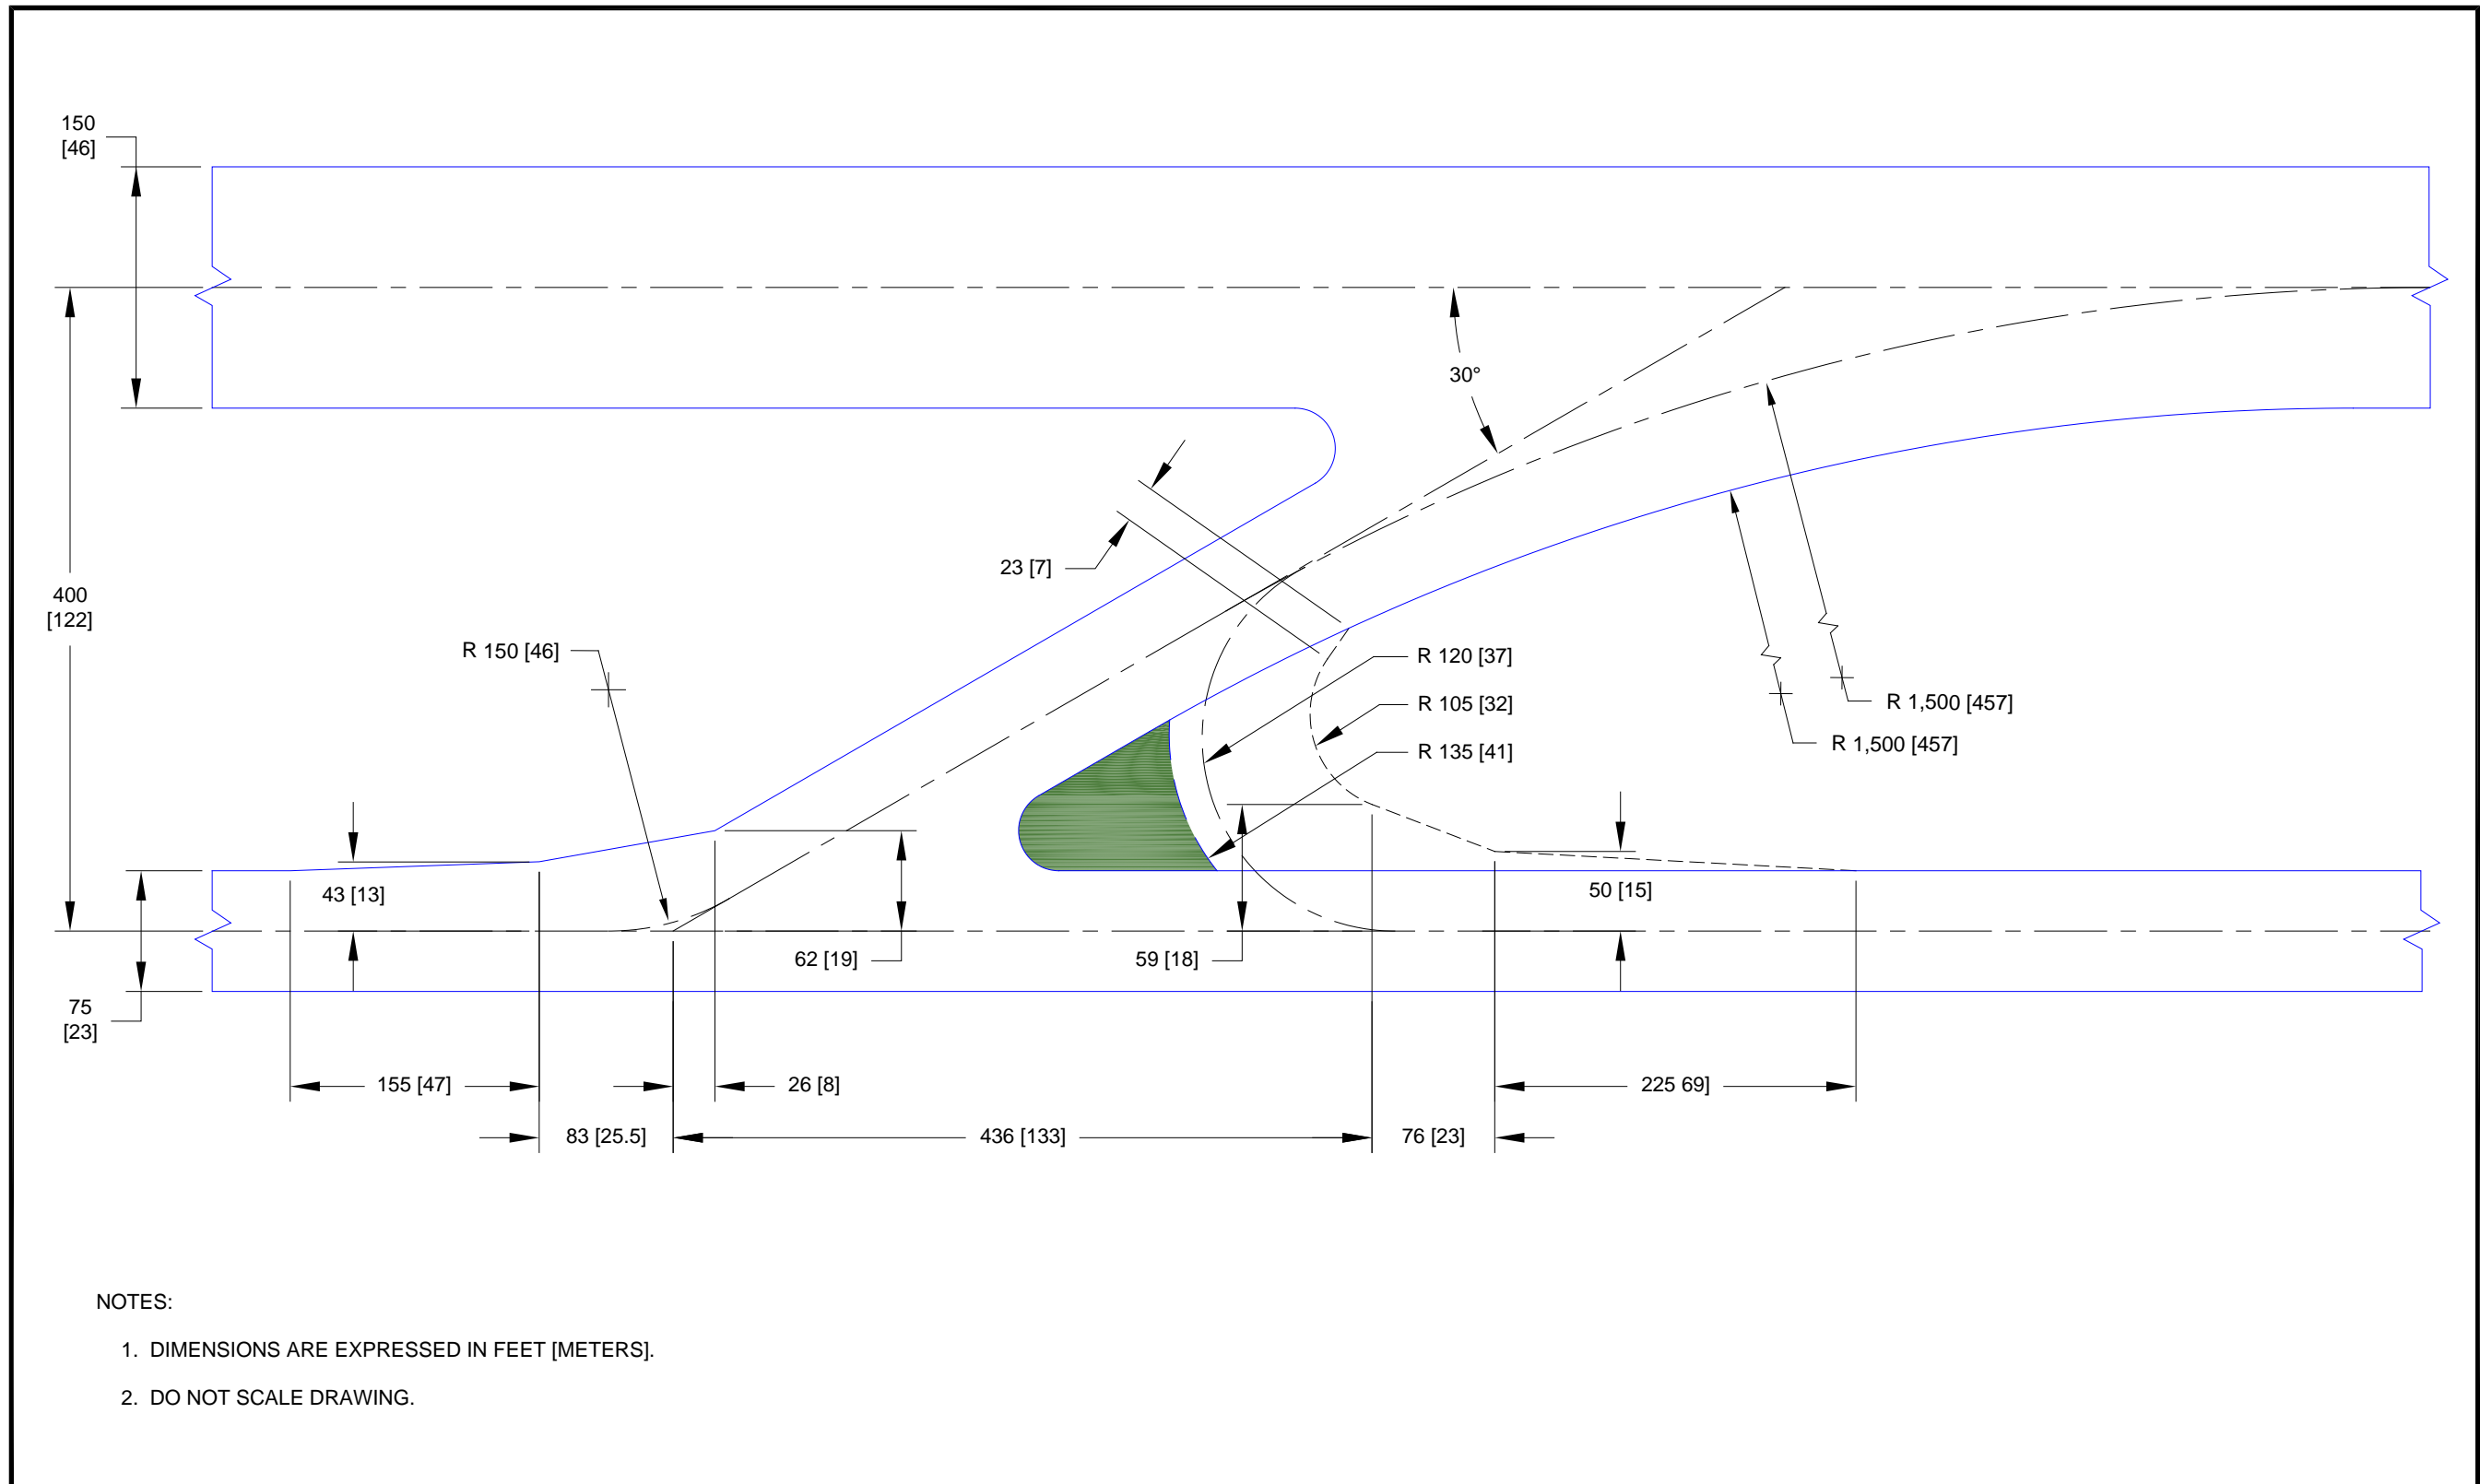 150
[46]
30°
23 [7]
400
[122]
R 150 [46]
R 120 [37]
R 105 [32]
R 135 [41]
R 1,500 [457]
R 1,500 [457]
43 [13]
50 [15]
62 [19]
59 [18]
75
[23]
155 [47]
26 [8]
225 69]
83 [25.5]
436 [133]
76 [23]
NOTES:
1. DIMENSIONS ARE EXPRESSED IN FEET [METERS].
2. DO NOT SCALE DRAWING.